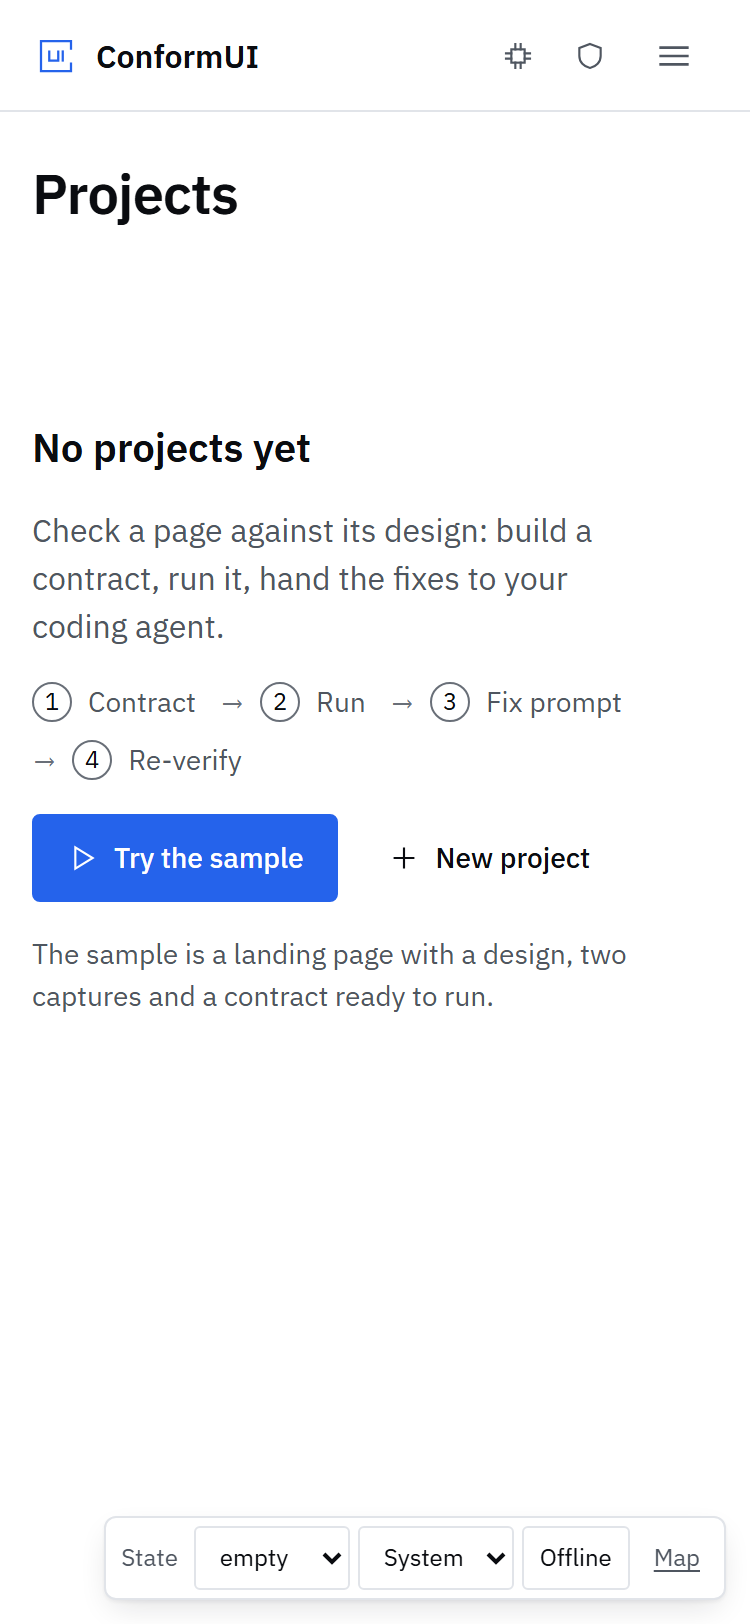 ConformUI
Projects
No projects yet
Check a page against its design: build a
contract, run it, hand the fixes to your
coding agent.
1 Contract → 2 Run → 3 Fix prompt
→ 4 Re-verify
Try the sample
New project
The sample is a landing page with a design, two
captures and a contract ready to run.
State empty System Offline Map